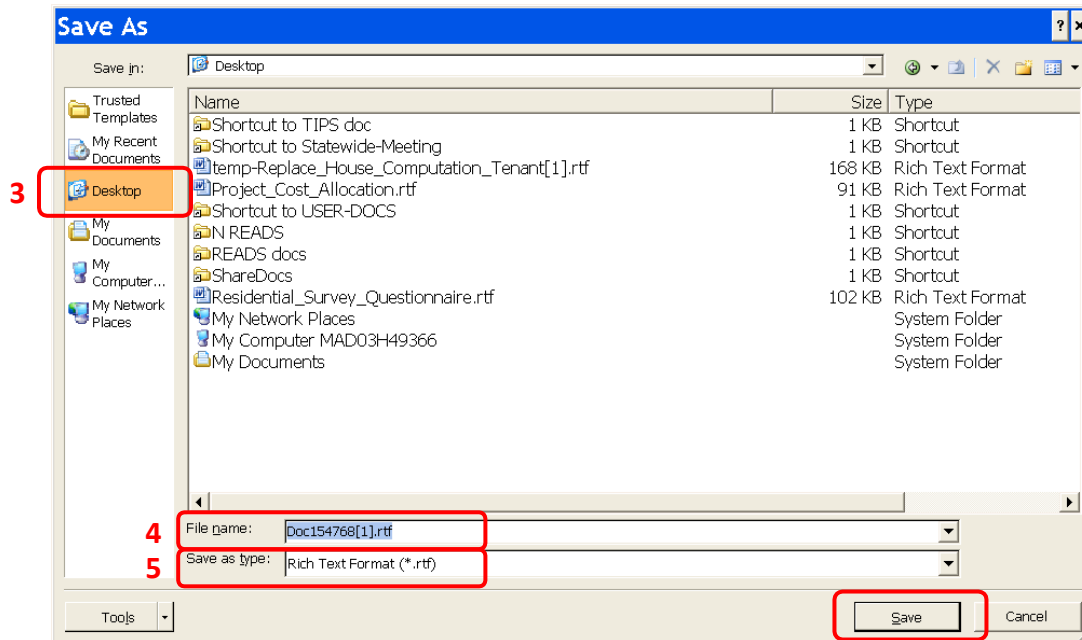 Save As
?
Save in:
Desktop
Trusted
Templates
My Recent
Documents
3
Desktop
My
Documents
My
Computer...
My Network
Places
Name Size Type
Shortcut to TIPS doc 1 KB Shortcut
Shortcut to Statewide-Meeting 1 KB Shortcut
temp-Replace_House_Computation_Tenant[1].rtf 168 KB Rich Text Format
Project_Cost_Allocation.rtf 91 KB Rich Text Format
Shortcut to USER-DOCS 1 KB Shortcut
N READS 1 KB Shortcut
READS docs 1 KB Shortcut
ShareDocs 1 KB Shortcut
Residential_Survey_Questionnaire.rtf 102 KB Rich Text Format
My Network Places System Folder
My Computer MAD03H49366 System Folder
My Documents System Folder
4 File name: Doc154768[1].rtf
5 Save as type: Rich Text Format (*.rtf)
Tools Save Cancel